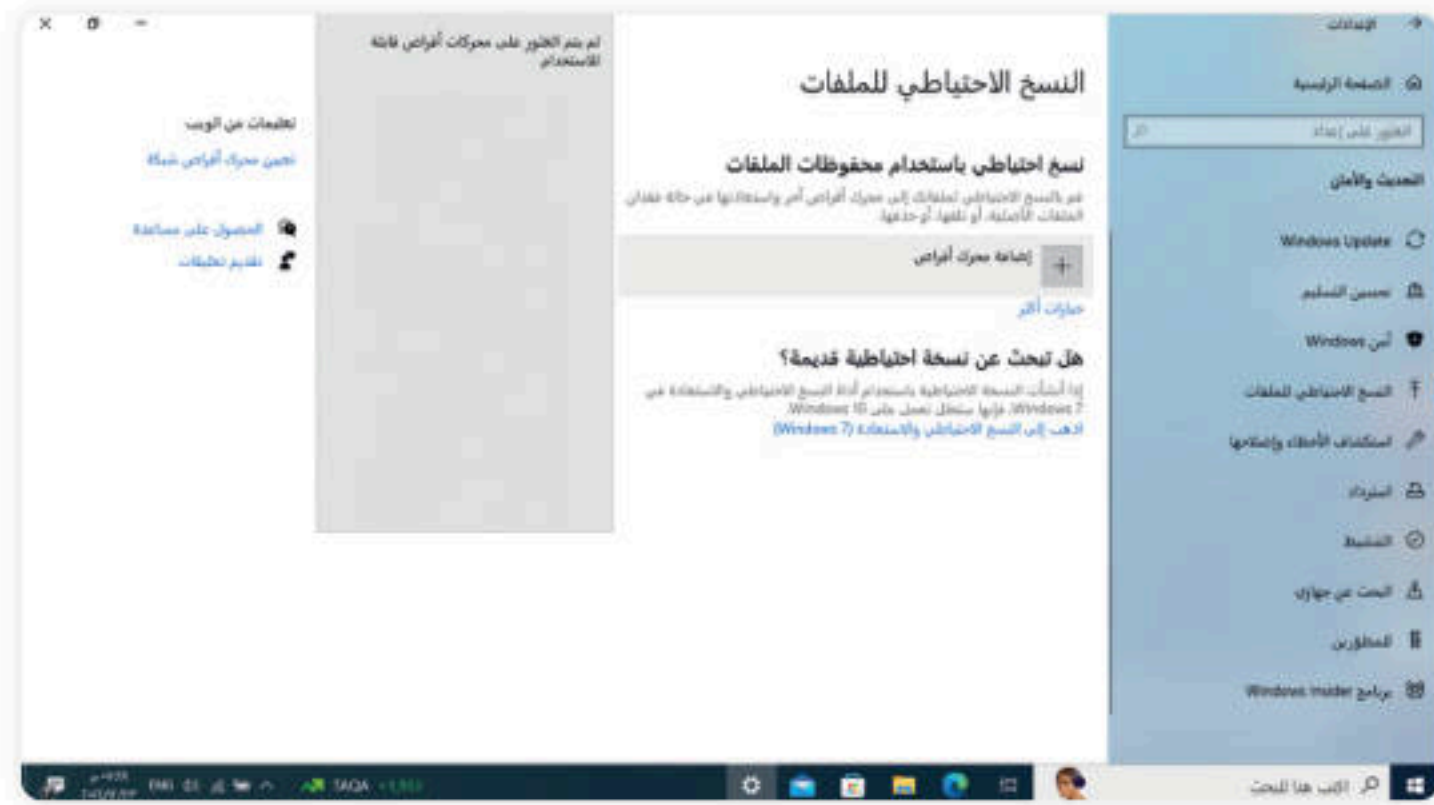 الإعدادات
الصفحة الرئيسية
العثور على إعداد
التحديث والأمان
Windows Update
تحسين التسليم
أمن Windows
النسخ الاحتياطي للملفات
استكشاف الأخطاء وإصلاحها
استرداد
التنشيط
البحث عن جهازي
للمطورين
برنامج Windows Insider
النسخ الاحتياطي للملفات
نسخ احتياطي باستخدام محفوظات الملفات
قم بالنسخ الاحتياطي لملفاتك إلى محرك أقراص آخر واستعادتها في حالة فقدان
الملفات الأصلية، أو تلفها، أو حذفها.
إضافة محرك أقراص
خيارات أكثر
هل تبحث عن نسخة احتياطية قديمة؟
إذا أنشأت النسخة الاحتياطية باستخدام أداة النسخ الاحتياطي والاستعادة في
Windows 7، فإنها ستظل تعمل على Windows 10.
اذهب إلى النسخ الاحتياطي والاستعادة (Windows 7)
لم يتم العثور على محركات أقراص قابلة
للاستخدام
تعليمات من الويب
تعيين محرك أقراص شبكة
الحصول على مساعدة
تقديم تعليقات
اكتب هنا للبحث
TAQA
ENG